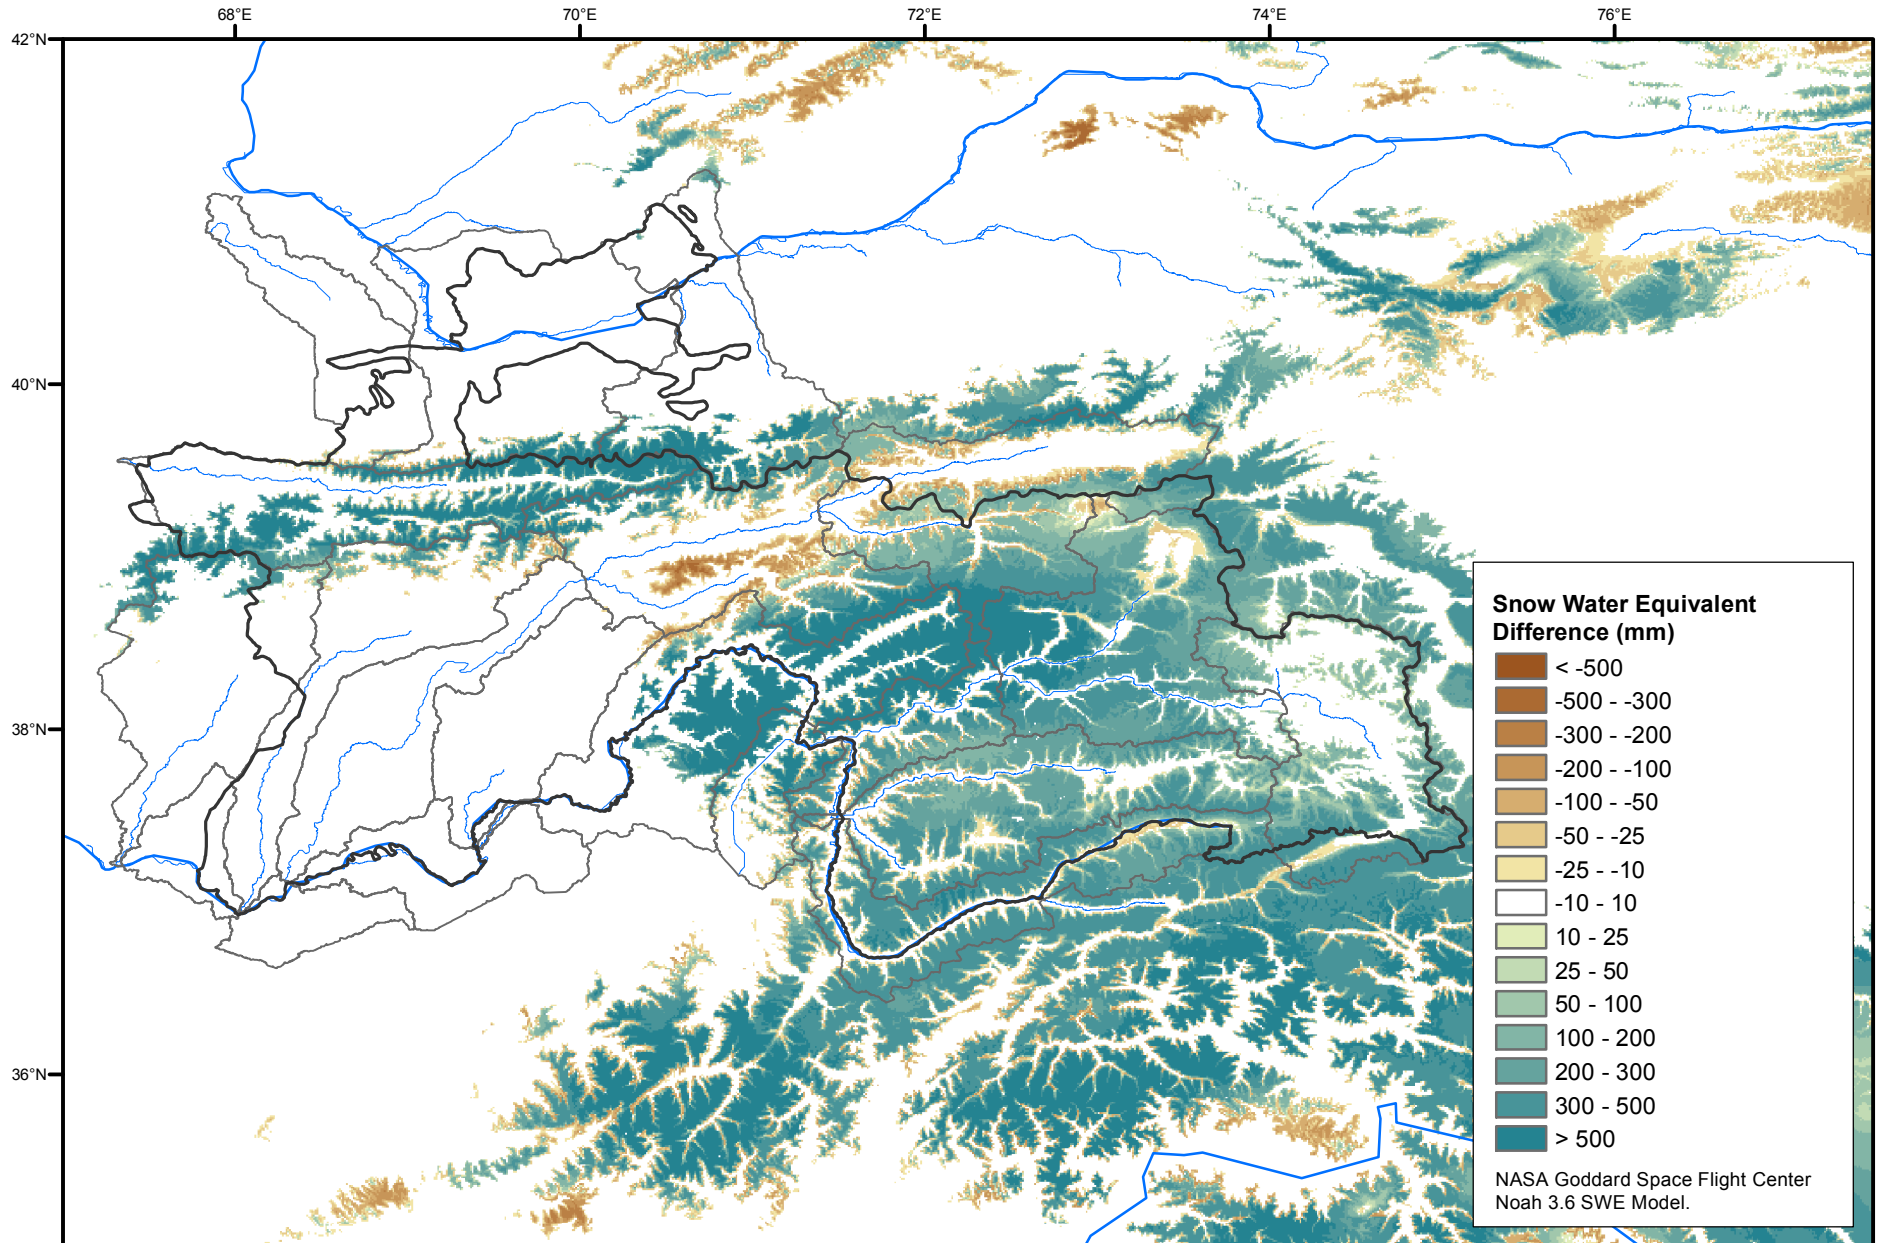 68°E
70°E
72°E
74°E
76°E
42°N
40°N
38°N
36°N
Snow Water Equivalent
Difference (mm)
< -500
-500 - -300
-300 - -200
-200 - -100
-100 - -50
-50 - -25
-25 - -10
-10 - 10
10 - 25
25 - 50
50 - 100
100 - 200
200 - 300
300 - 500
> 500
NASA Goddard Space Flight Center
Noah 3.6 SWE Model.